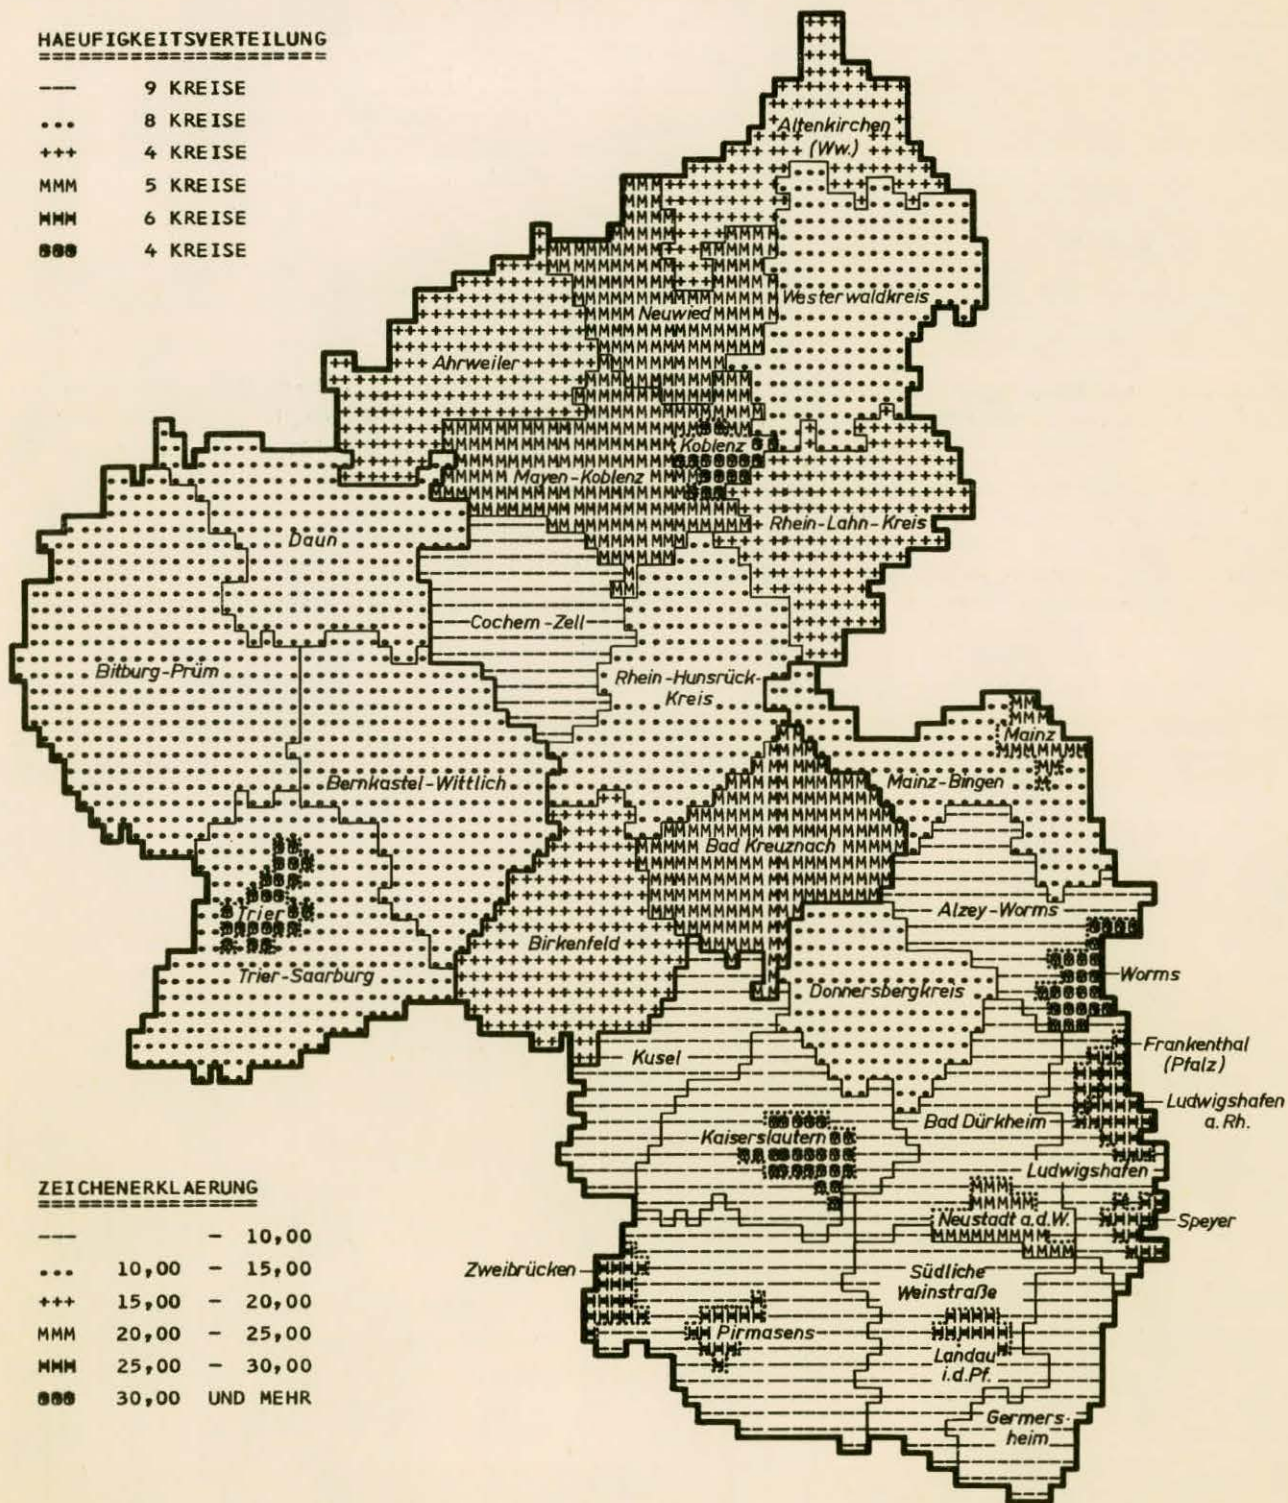 HAEUFIGKEITSVERTEILUNG
--- 9 KREISE
... 8 KREISE
+++ 4 KREISE
MMM 5 KREISE
6 KREISE
4 KREISE
Altenkirchen
(Ww.)
Westerwaldkreis
Neuwied
Ahrweiler
Koblenz
Mayen-Koblenz
Rhein-Lahn-Kreis
Daun
Cochem-Zell
Bitburg-Prüm
Rhein-Hunsrück-
Kreis
Mainz
Bernkastel-Wittlich
Mainz-Bingen
Bad Kreuznach
Trier
Alzey-Worms
Birkenfeld
Trier-Saarburg
Worms
Donnersbergkreis
Kusel
Frankenthal
(Pfalz)
Ludwigshafen
a. Rh.
Bad Dürkheim
Kaiserslautern
Ludwigshafen
Neustadt a.d.W.
Speyer
Zweibrücken
Südliche
Weinstraße
Pirmasens
Landau
i.d.Pf.
Germers-
heim
ZEICHENERKLAERUNG
--- - 10,00
... 10,00 - 15,00
+++ 15,00 - 20,00
MMM 20,00 - 25,00
25,00 - 30,00
30,00 UND MEHR